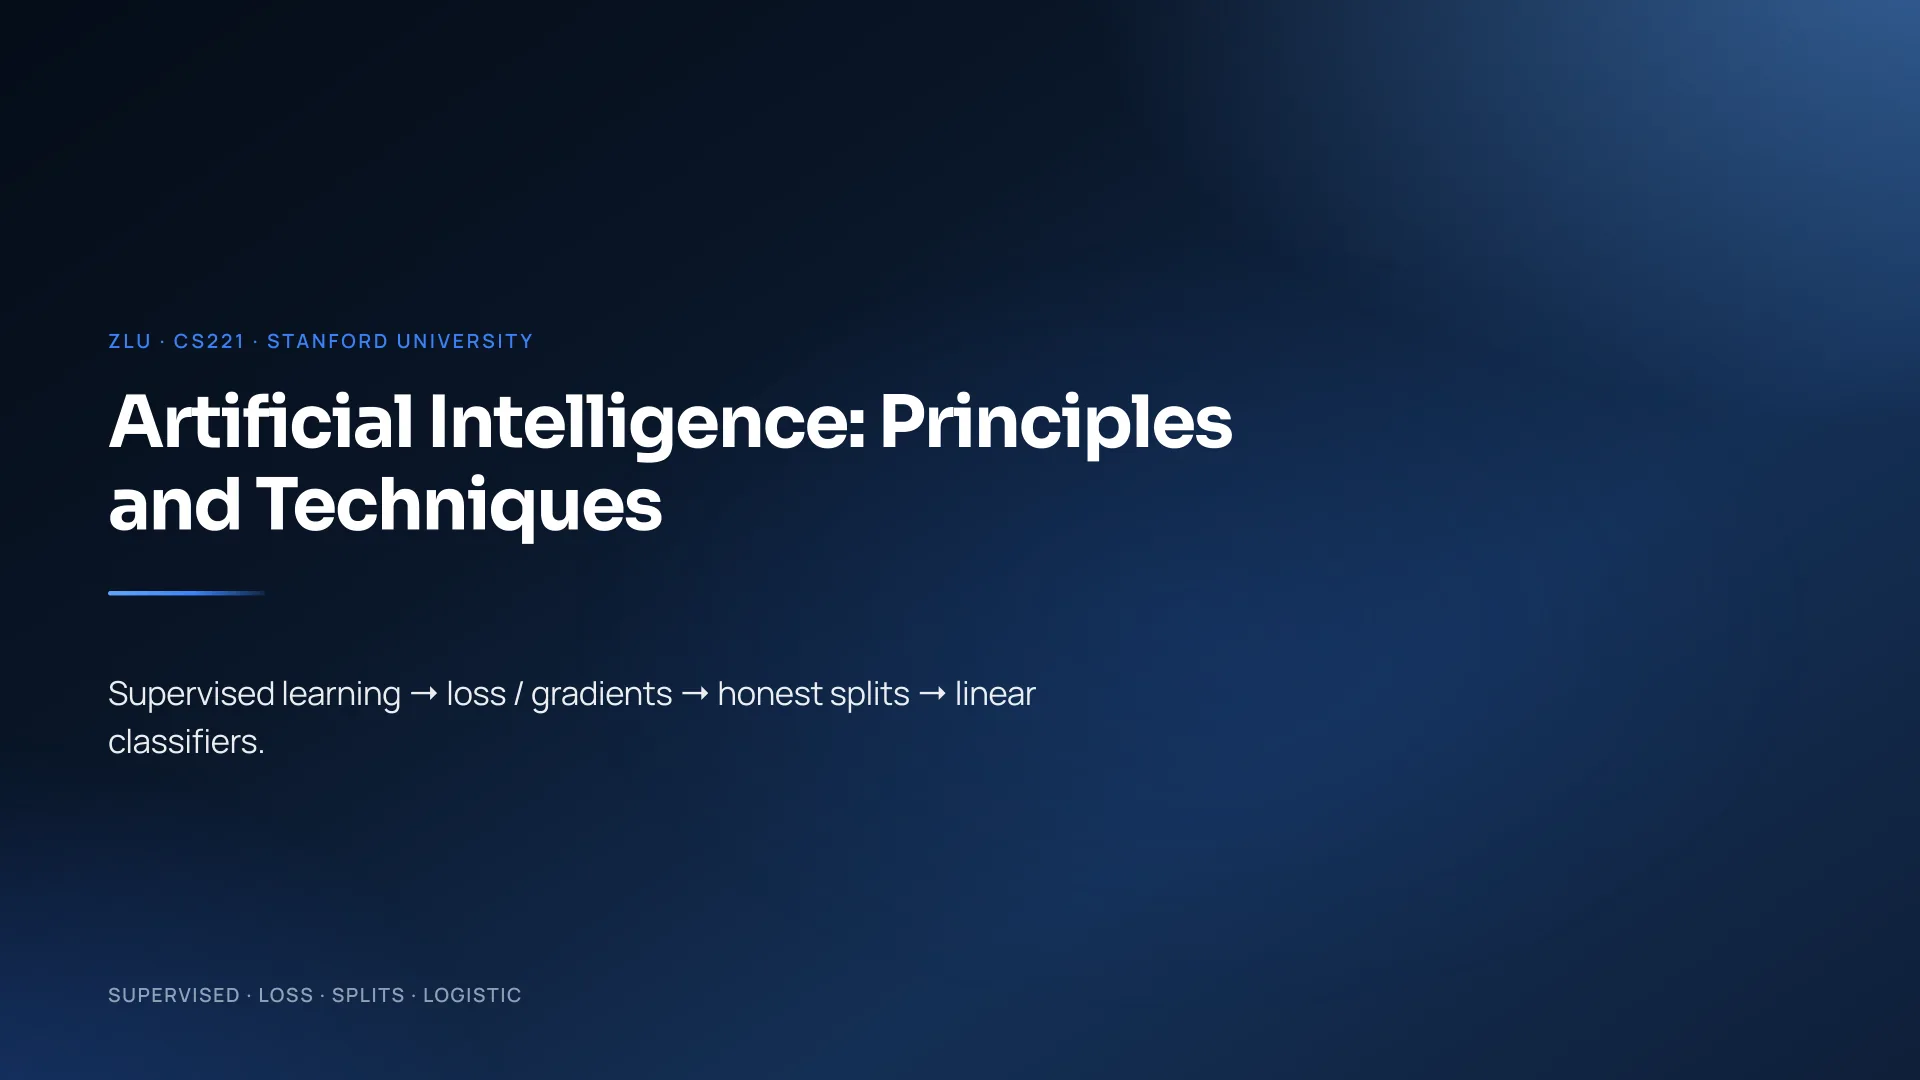 ZLU · CS221 · STANFORD UNIVERSITY
Artificial Intelligence: Principles
and Techniques
Supervised learning → loss / gradients → honest splits → linear
classifiers.
SUPERVISED · LOSS · SPLITS · LOGISTIC